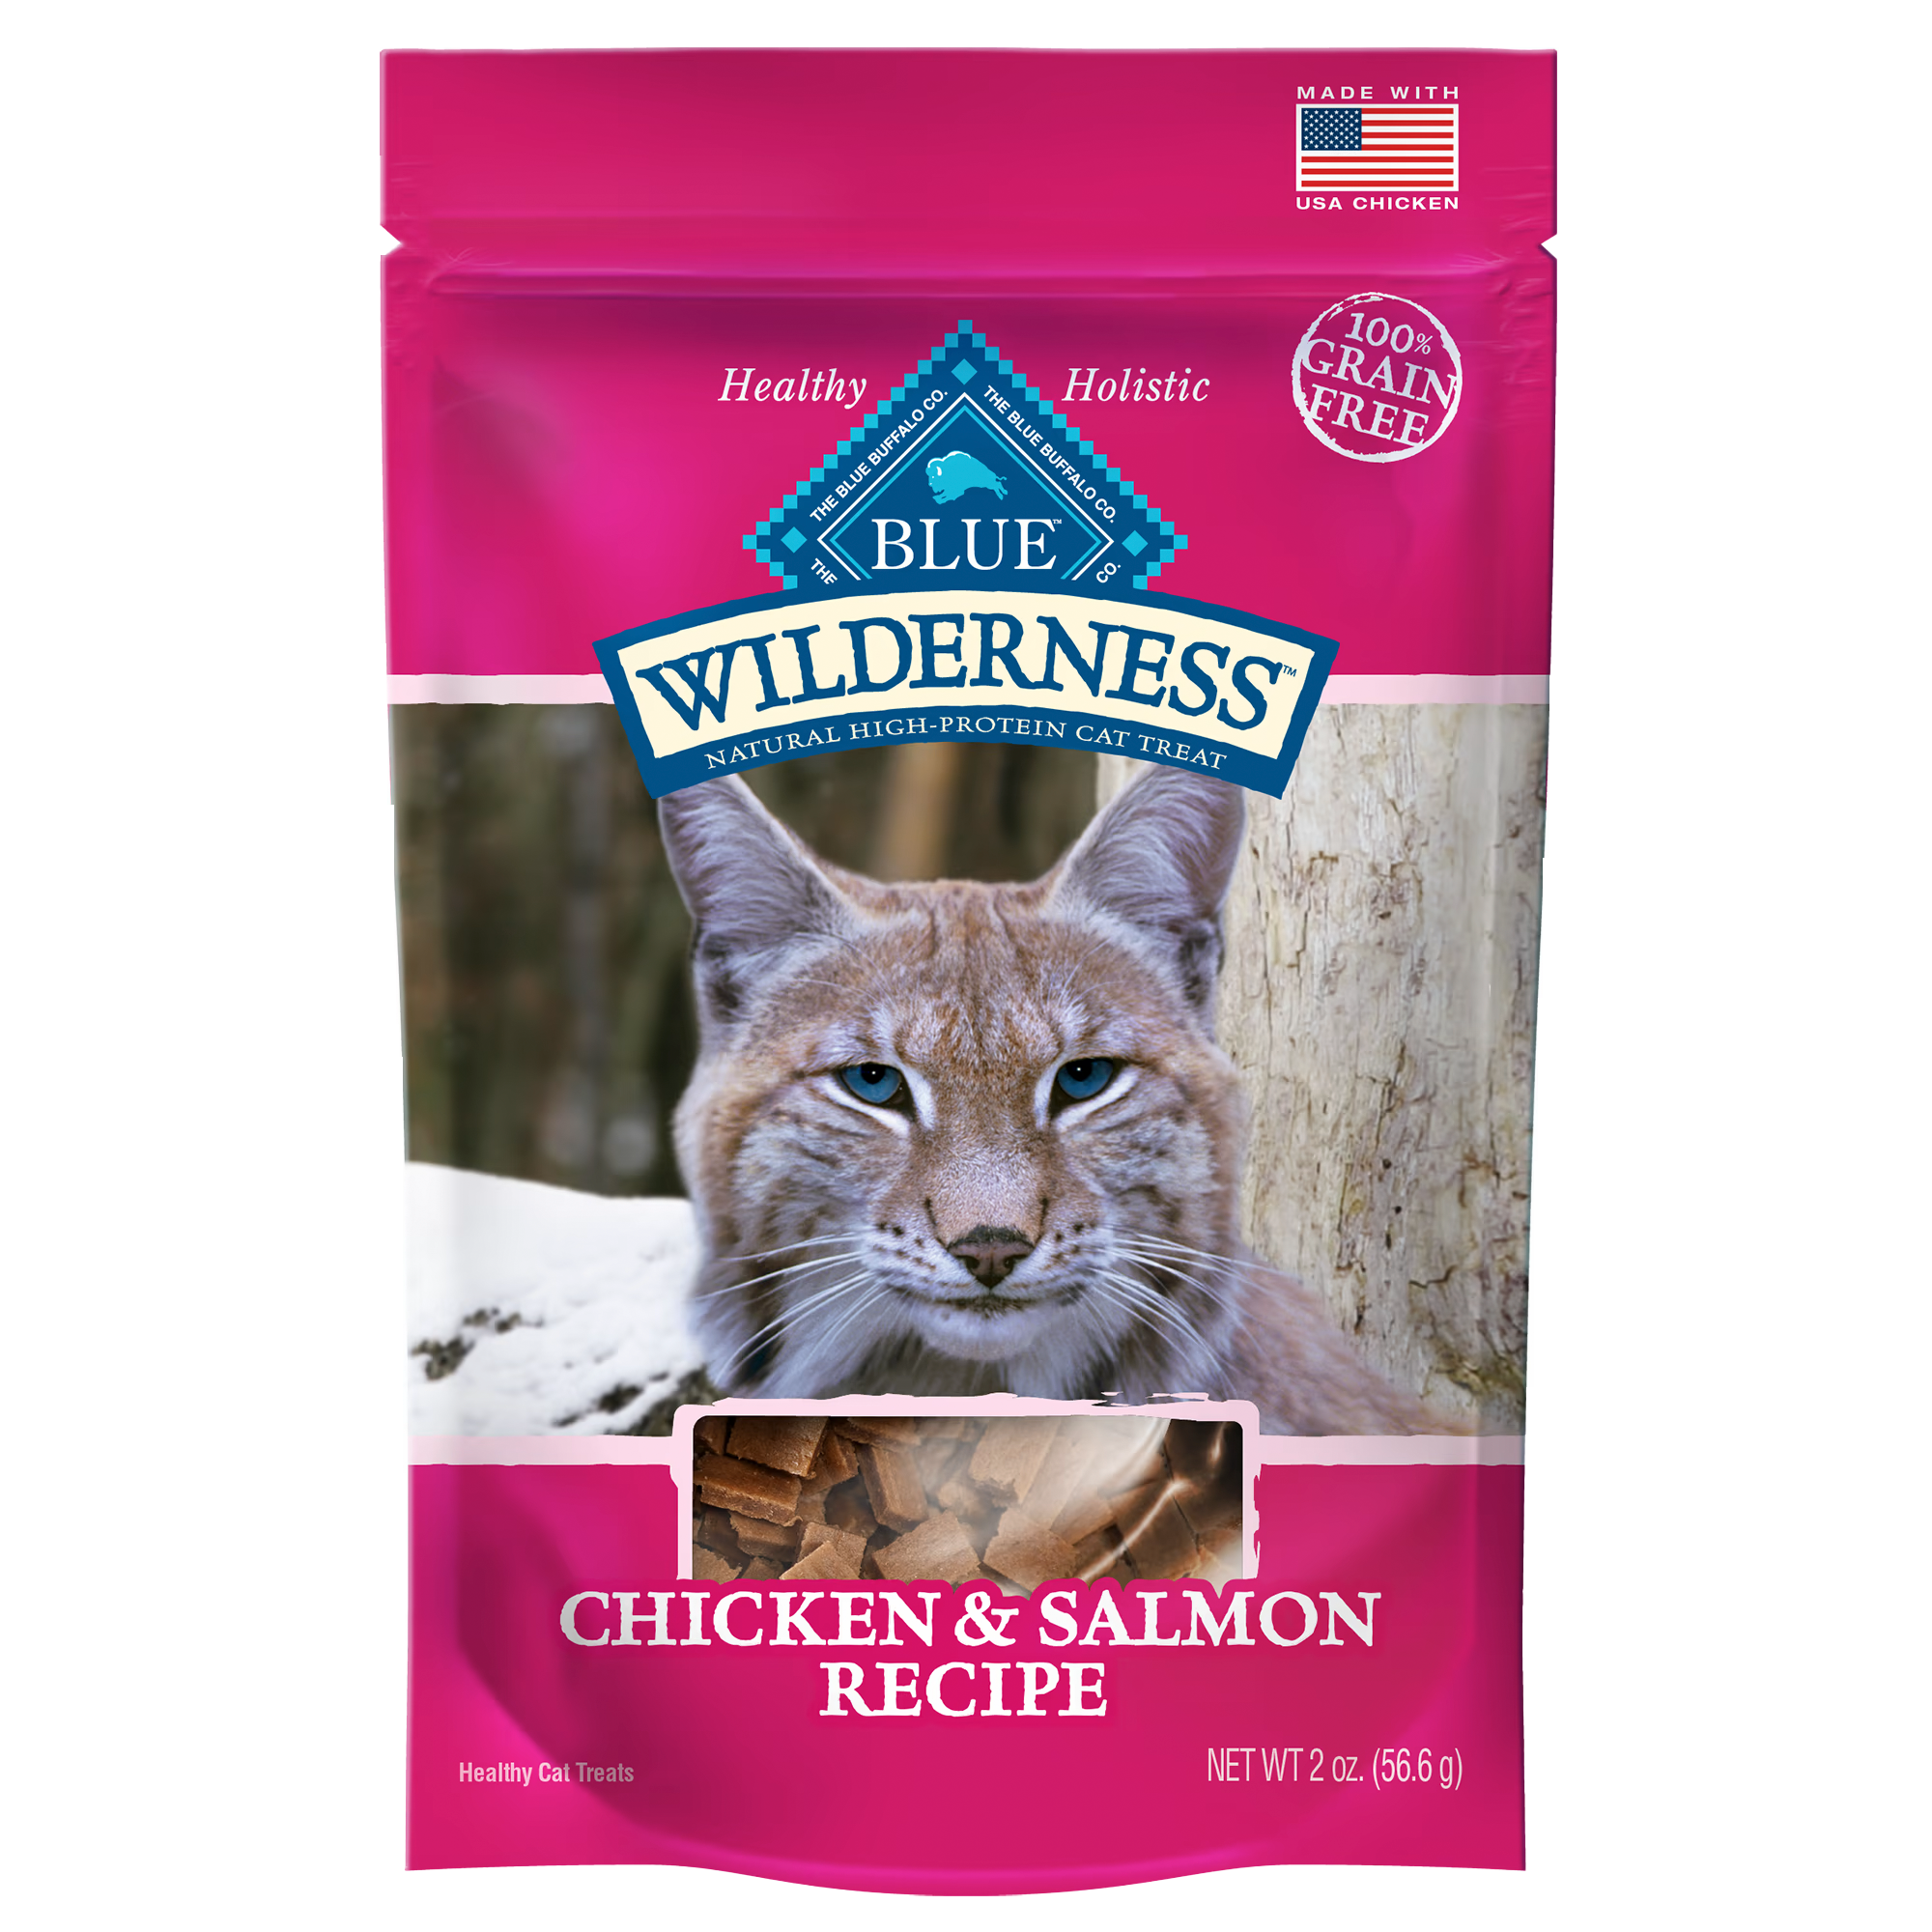 MADE WITH
USA CHICKEN
100%
GRAIN
FREE
Healthy
Holistic
THE BLUE BUFFALO CO.
THE BLUE BUFFALO CO.
BLUE™
THE
CO.
WILDERNESS™
NATURAL HIGH-PROTEIN CAT TREAT
CHICKEN & SALMON
RECIPE
Healthy Cat Treats
NET WT 2 oz. (56.6 g)